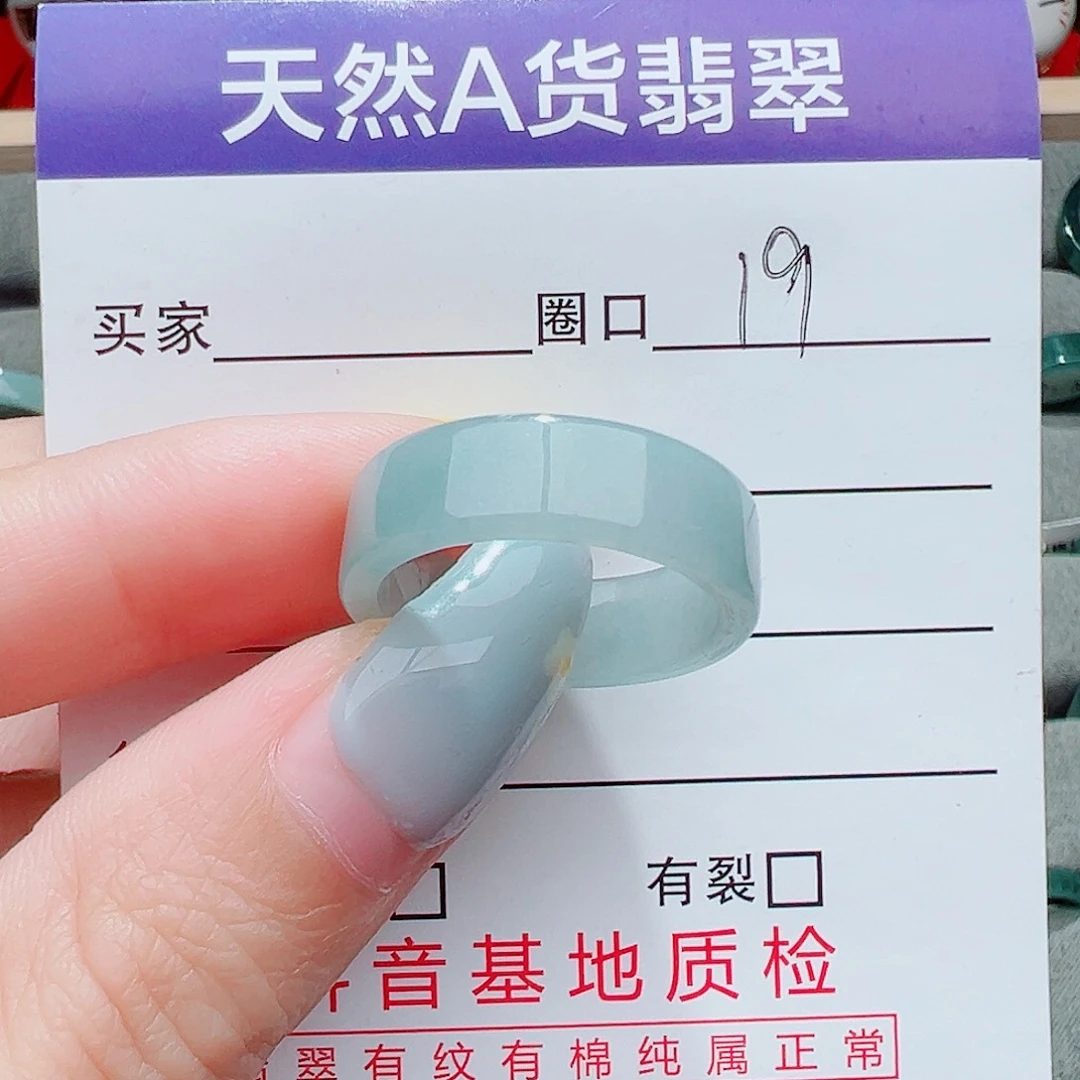 天然A货翡翠
买家 圈口 19
有裂
音基地质检
翠有纹有棉纯属正常